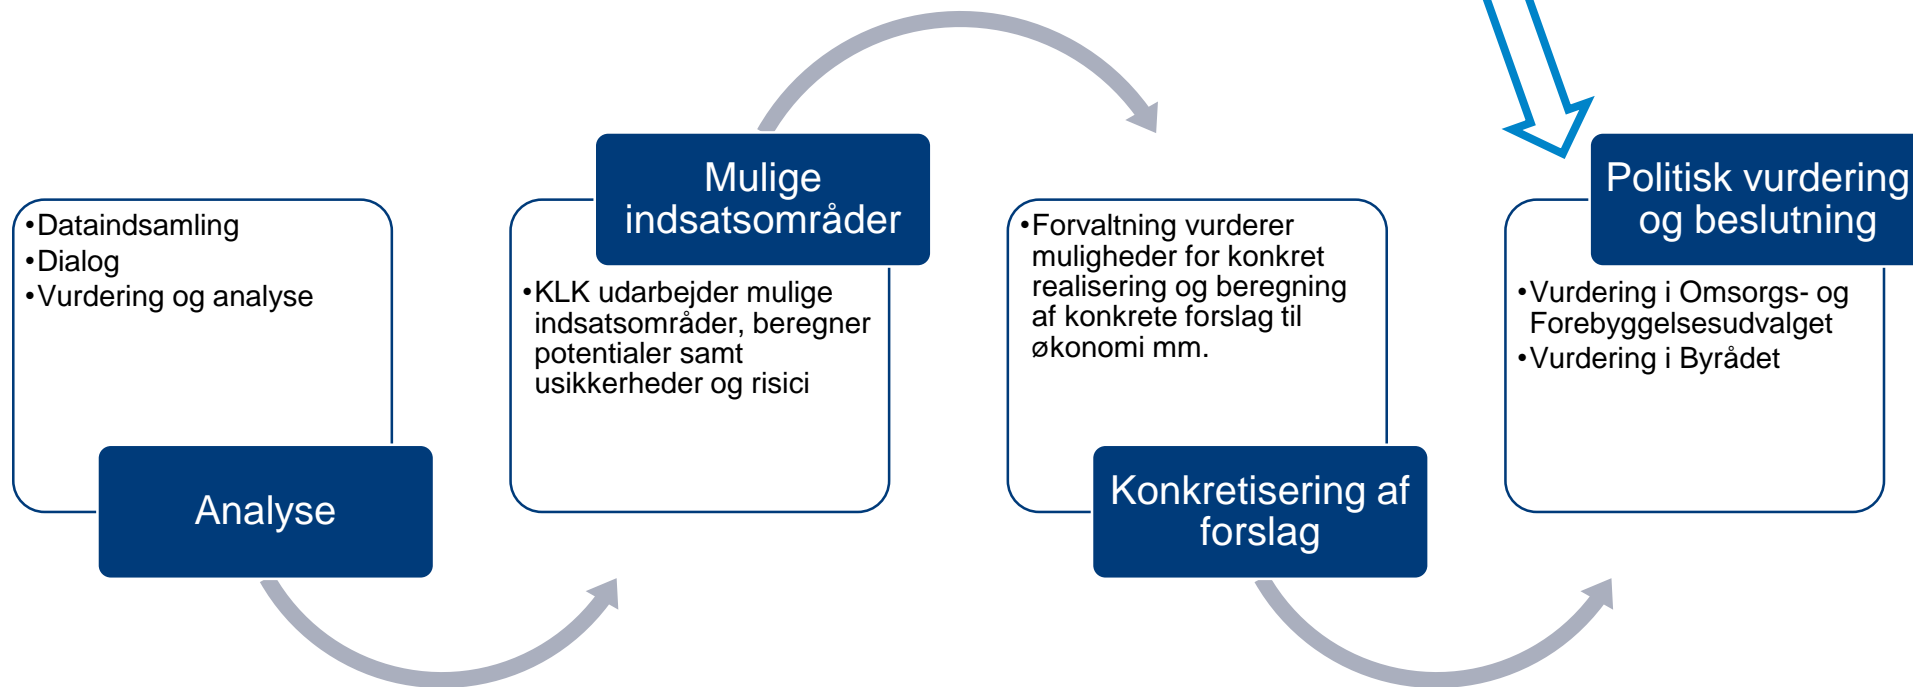 •Dataindsamling
•Dialog
•Vurdering og analyse
Analyse
Mulige
indsatsområder
•KLK udarbejder mulige
indsatsområder, beregner
potentialer samt
usikkerheder og risici
•Forvaltning vurderer
muligheder for konkret
realisering og beregning
af konkrete forslag til
økonomi mm.
Konkretisering af
forslag
Politisk vurdering
og beslutning
•Vurdering i Omsorgs- og
Forebyggelsesudvalget
•Vurdering i Byrådet